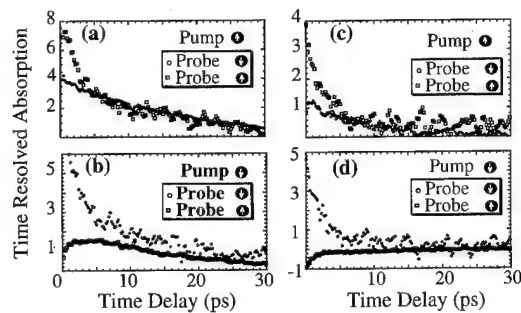 Time Resolved Absorption
(a)
8
6
4
2
Pump
Probe
Probe
(c)
4
3
2
1
Pump
Probe
Probe
(b)
5
3
1
Pump
Probe
Probe
0 10 20 30
Time Delay (ps)
(d)
5
3
1
-1
Pump
Probe
Probe
10 20 30
Time Delay (ps)